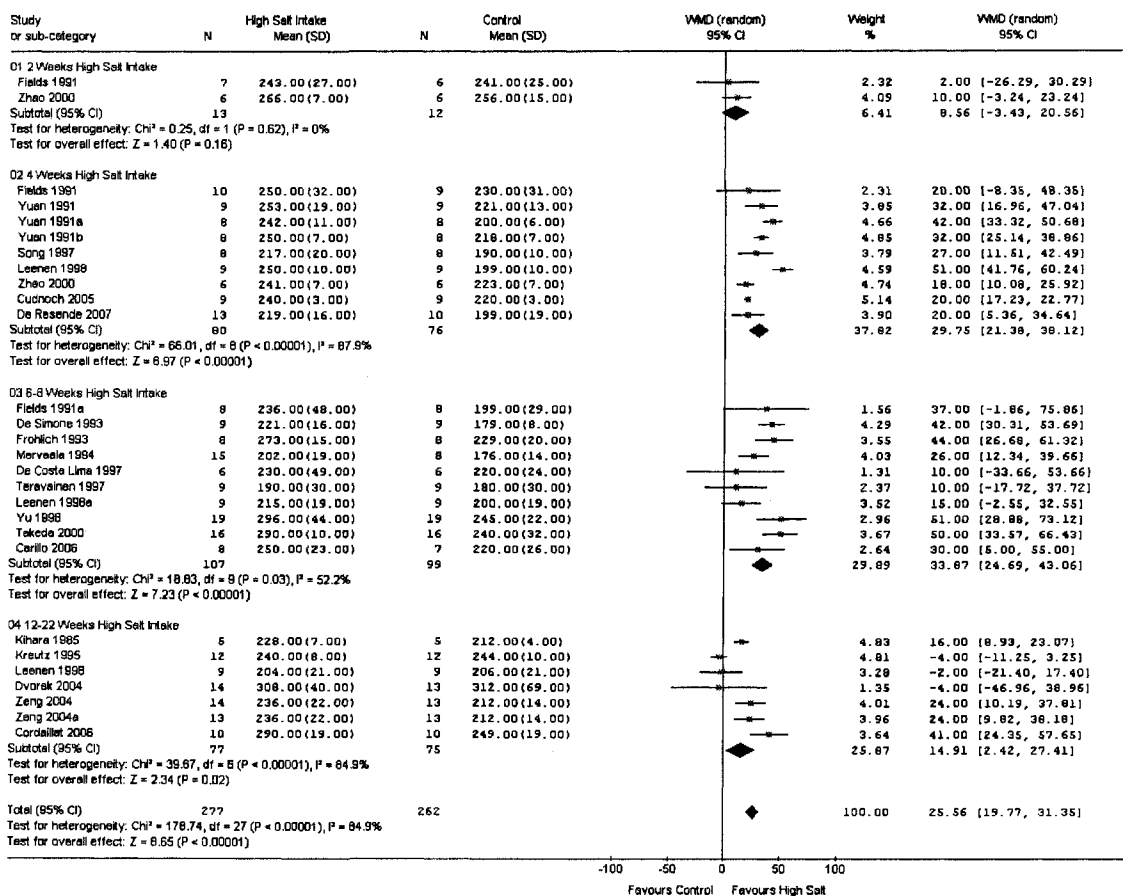 Study High Salt Intake Control WMD (random) Weight WMD (random)
or sub-category N Mean (SD) N Mean (SD) 95% CI % 95% CI
01 2 Weeks High Salt Intake
Fields 1991 7 243.00(27.00) 6 241.00(25.00) 2.32 2.00 [-26.29, 30.29]
Zhao 2000 6 266.00(7.00) 6 256.00(15.00) 4.09 10.00 [-3.24, 23.24]
Subtotal (95% CI) 13 12 6.41 8.56 [-3.43, 20.56]
Test for heterogeneity: Chi² = 0.25, df = 1 (P = 0.62), I² = 0%
Test for overall effect: Z = 1.40 (P = 0.16)
02 4 Weeks High Salt Intake
Fields 1991 10 250.00(32.00) 9 230.00(31.00) 2.31 20.00 [-8.35, 48.35]
Yuan 1991 9 253.00(19.00) 9 221.00(13.00) 3.85 32.00 [16.96, 47.04]
Yuan 1991a 8 242.00(11.00) 8 200.00(6.00) 4.66 42.00 [33.32, 50.68]
Yuan 1991b 8 250.00(7.00) 8 218.00(7.00) 4.85 32.00 [25.14, 38.86]
Song 1997 8 217.00(20.00) 8 190.00(10.00) 3.79 27.00 [11.51, 42.49]
Leenen 1998 9 250.00(10.00) 9 199.00(10.00) 4.59 51.00 [41.76, 60.24]
Zhao 2000 6 241.00(7.00) 6 223.00(7.00) 4.74 18.00 [10.08, 25.92]
Cudnoch 2005 9 240.00(3.00) 9 220.00(3.00) 5.14 20.00 [17.23, 22.77]
De Resende 2007 13 219.00(16.00) 10 199.00(19.00) 3.90 20.00 [5.36, 34.64]
Subtotal (95% CI) 80 76 37.82 29.75 [21.38, 38.12]
Test for heterogeneity: Chi² = 66.01, df = 8 (P < 0.00001), I² = 87.9%
Test for overall effect: Z = 6.97 (P < 0.00001)
03 6-8 Weeks High Salt Intake
Fields 1991a 8 236.00(48.00) 8 199.00(29.00) 1.56 37.00 [-1.86, 75.86]
De Simone 1993 9 221.00(16.00) 9 179.00(8.00) 4.29 42.00 [30.31, 53.69]
Frohlich 1993 8 273.00(15.00) 8 229.00(20.00) 3.55 44.00 [26.68, 61.32]
Mervaala 1994 15 202.00(19.00) 8 176.00(14.00) 4.03 26.00 [12.34, 39.66]
De Costa Lima 1997 6 230.00(49.00) 6 220.00(24.00) 1.31 10.00 [-33.66, 53.66]
Teravainen 1997 9 190.00(30.00) 9 180.00(30.00) 2.37 10.00 [-17.72, 37.72]
Leenen 1998a 9 215.00(19.00) 9 200.00(19.00) 3.52 15.00 [-2.55, 32.55]
Yu 1998 19 296.00(44.00) 19 245.00(22.00) 2.96 51.00 [28.88, 73.12]
Takeda 2000 16 290.00(10.00) 16 240.00(32.00) 3.67 50.00 [33.57, 66.43]
Carillo 2006 8 250.00(23.00) 7 220.00(26.00) 2.64 30.00 [5.00, 55.00]
Subtotal (95% CI) 107 99 29.89 33.87 [24.69, 43.06]
Test for heterogeneity: Chi² = 18.83, df = 9 (P = 0.03), I² = 52.2%
Test for overall effect: Z = 7.23 (P < 0.00001)
04 12-22 Weeks High Salt Intake
Kihara 1985 5 228.00(7.00) 5 212.00(4.00) 4.83 16.00 [8.93, 23.07]
Kreutz 1995 12 240.00(8.00) 12 244.00(10.00) 4.81 -4.00 [-11.25, 3.25]
Leenen 1998 9 204.00(21.00) 9 206.00(21.00) 3.28 -2.00 [-21.40, 17.40]
Dvorak 2004 14 308.00(40.00) 13 312.00(69.00) 1.35 -4.00 [-46.96, 38.96]
Zeng 2004 14 236.00(22.00) 13 212.00(14.00) 4.01 24.00 [10.19, 37.81]
Zeng 2004a 13 236.00(22.00) 13 212.00(14.00) 3.96 24.00 [9.82, 38.18]
Cordaillat 2006 10 290.00(19.00) 10 249.00(19.00) 3.64 41.00 [24.35, 57.65]
Subtotal (95% CI) 77 75 25.87 14.91 [2.42, 27.41]
Test for heterogeneity: Chi² = 39.67, df = 6 (P < 0.00001), I² = 84.9%
Test for overall effect: Z = 2.34 (P = 0.02)
Total (95% CI) 277 262 100.00 25.56 [19.77, 31.35]
Test for heterogeneity: Chi² = 178.74, df = 27 (P < 0.00001), I² = 84.9%
Test for overall effect: Z = 8.65 (P < 0.00001)
-100 -50 0 50 100
Favours Control Favours High Salt